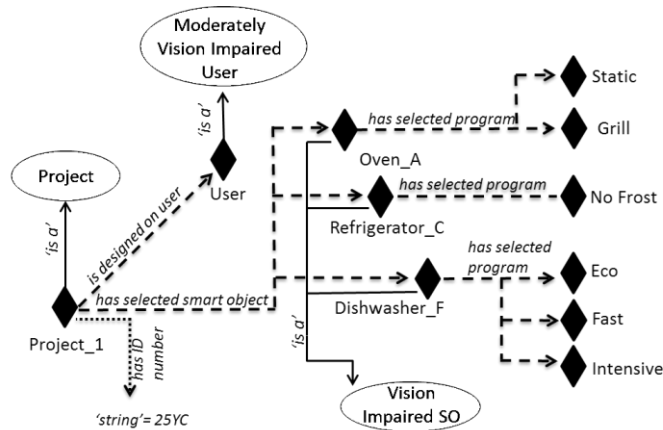 Moderately
Vision Impaired
User
'is a'
Static
has selected program
Grill
Oven_A
Project
User
has selected program
No Frost
Refrigerator_C
'is a'
is designed on user
has selected
program
Eco
has selected smart object
Dishwasher_F
Fast
Project_1
has ID
number
'is a'
Intensive
Vision
Impaired SO
'string'= 25YC